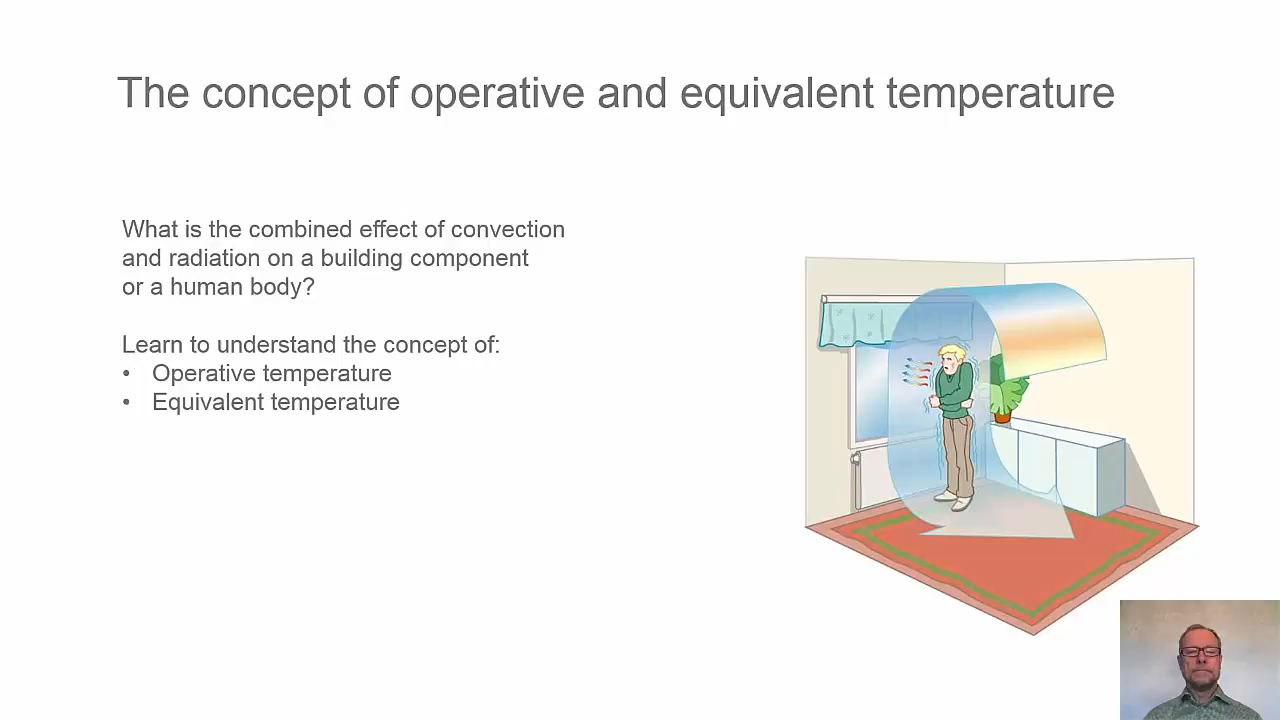 The concept of operative and equivalent temperature
What is the combined effect of convection
and radiation on a building component
or a human body?
Learn to understand the concept of:
• Operative temperature
• Equivalent temperature